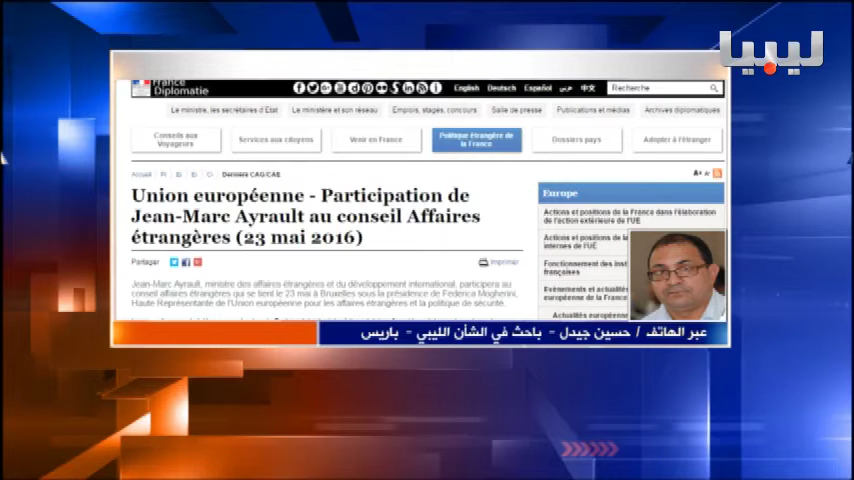 ليبيا
France
Diplomatie
English Deutsch Español عربي 中文 Recherche
Le ministre, les secrétaires d'Etat Le ministère et son réseau Emplois, stages, concours Salle de presse Publications et médias Archives diplomatiques
Conseils aux
Voyageurs
Services aux citoyens
Venir en France
Politique étrangère de
la France
Dossiers pays
Adopter à l'étranger
Accueil
Derniers CAG/CAE
Union européenne - Participation de
Jean-Marc Ayrault au conseil Affaires
étrangères (23 mai 2016)
Partager
Imprimer
Jean-Marc Ayrault, ministre des affaires étrangères et du développement international, participera au
conseil affaires étrangères qui se tient le 23 mai à Bruxelles sous la présidence de Federica Mogherini,
Haute Représentante de l'Union européenne pour les affaires étrangères et la politique de sécurité.
Europe
Actions et positions de la France dans l'élaboration
de l'action extérieure de l'UE
Actions et positions de la
internes de l'UE
Fonctionnement des inst
françaises
Evènements et actualités
européenne de la France
Actualités européenne
عبر الهاتف / حسين جيدل - باحث في الشأن الليبي - باريس